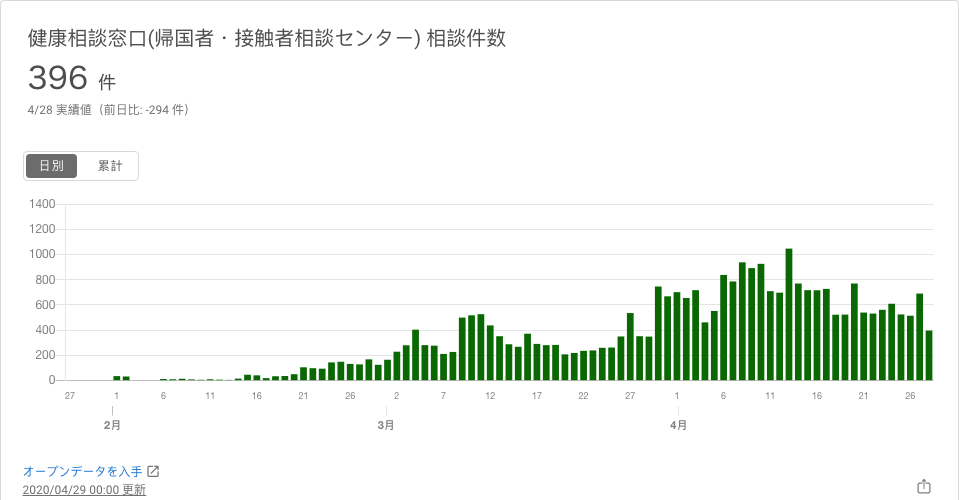 健康相談窓口(帰国者・接触者相談センター) 相談件数
396 件
4/28 実績値（前日比: -294 件）
日別 累計
1400
1200
1000
800
600
400
200
0
27 1 6 11 16 21 26 2 7 12 17 22 27 1 6 11 16 21 26
2月 3月 4月
オープンデータを入手
2020/04/29 00:00 更新